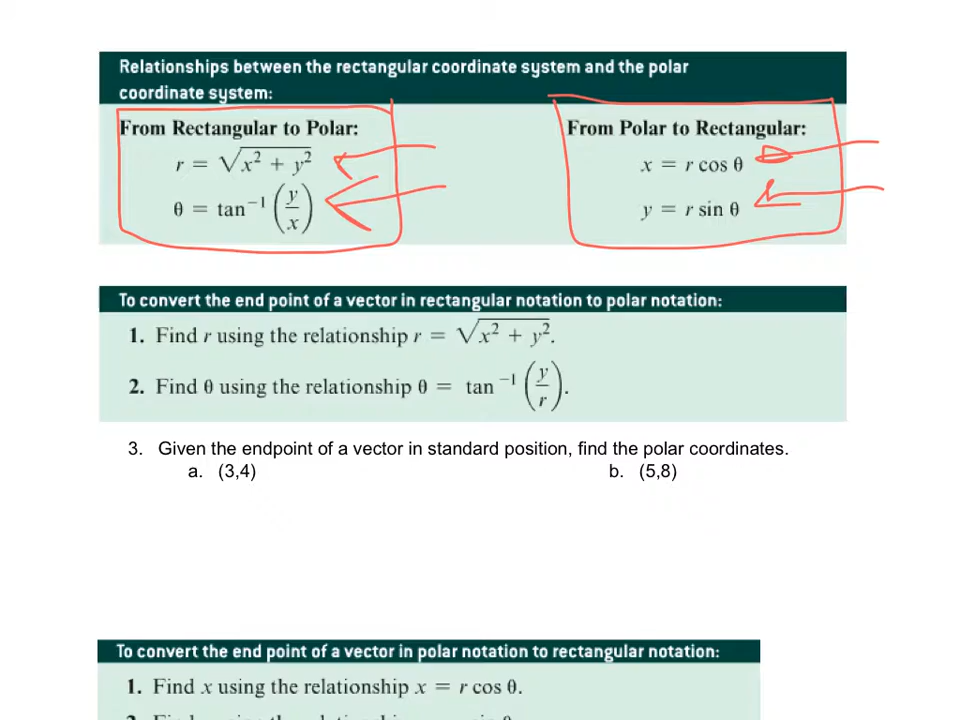 Relationships between the rectangular coordinate system and the polar
coordinate system:
From Rectangular to Polar:
r = √x² + y²
θ = tan⁻¹ (y/x)
From Polar to Rectangular:
x = r cos θ
y = r sin θ
To convert the end point of a vector in rectangular notation to polar notation:
1. Find r using the relationship r = √x² + y².
2. Find θ using the relationship θ = tan⁻¹ (y/r).
3. Given the endpoint of a vector in standard position, find the polar coordinates.
a. (3,4) b. (5,8)
To convert the end point of a vector in polar notation to rectangular notation:
1. Find x using the relationship x = r cos θ.